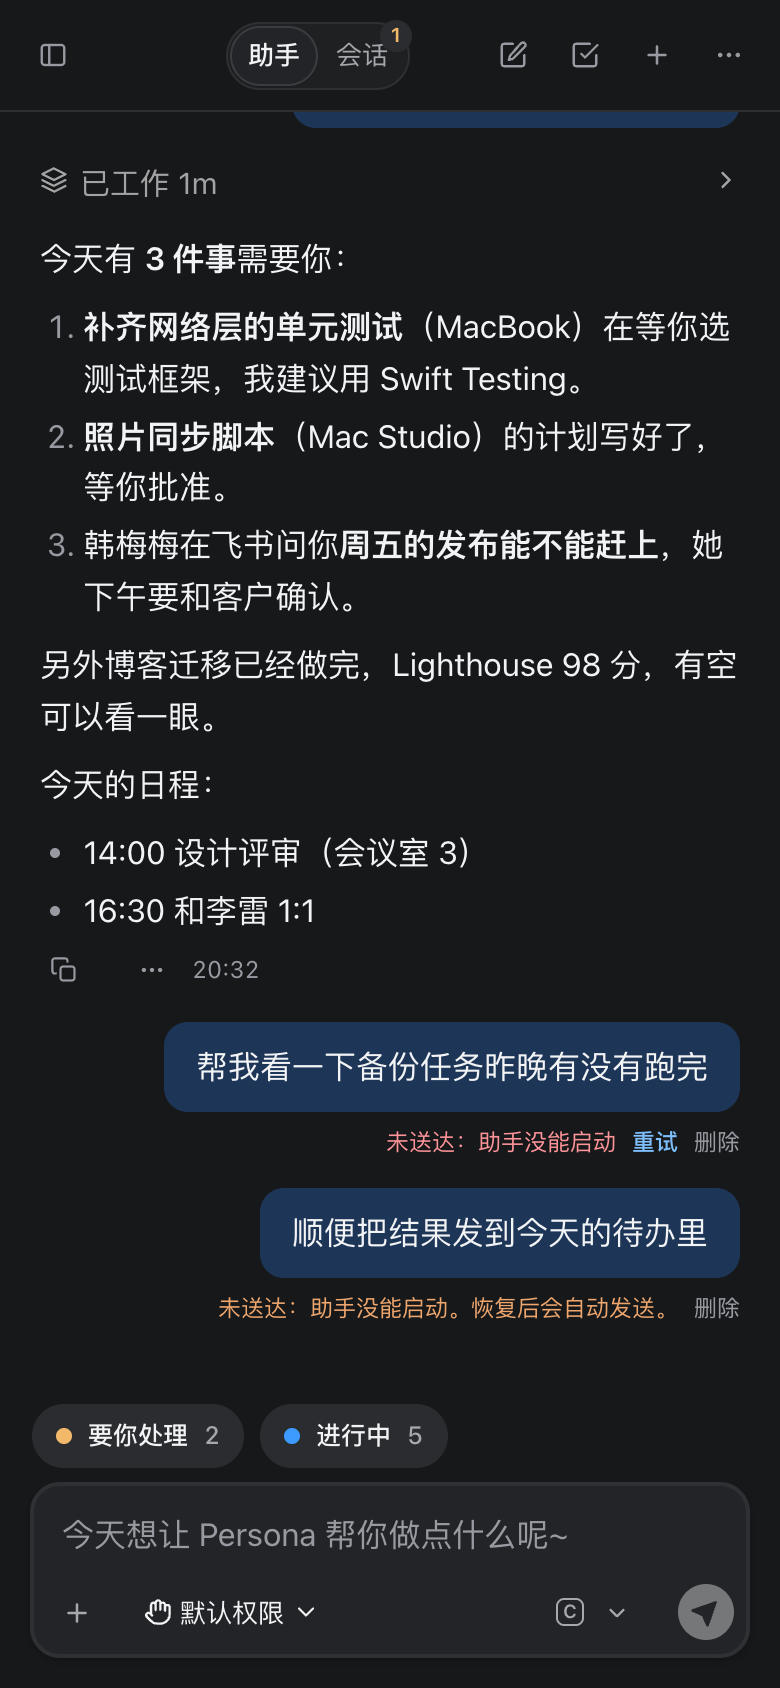 助手
会话
1
已工作 1m
今天有 3 件事需要你：
1. 补齐网络层的单元测试（MacBook）在等你选
测试框架，我建议用 Swift Testing。
2. 照片同步脚本（Mac Studio）的计划写好了，
等你批准。
3. 韩梅梅在飞书问你周五的发布能不能赶上，她
下午要和客户确认。
另外博客迁移已经做完，Lighthouse 98 分，有空
可以看一眼。
今天的日程：
• 14:00 设计评审（会议室 3）
• 16:30 和李雷 1:1
20:32
帮我看一下备份任务昨晚有没有跑完
未送达：助手没能启动 重试 删除
顺便把结果发到今天的待办里
未送达：助手没能启动。恢复后会自动发送。 删除
要你处理 2
进行中 5
今天想让 Persona 帮你做点什么呢~
默认权限
C